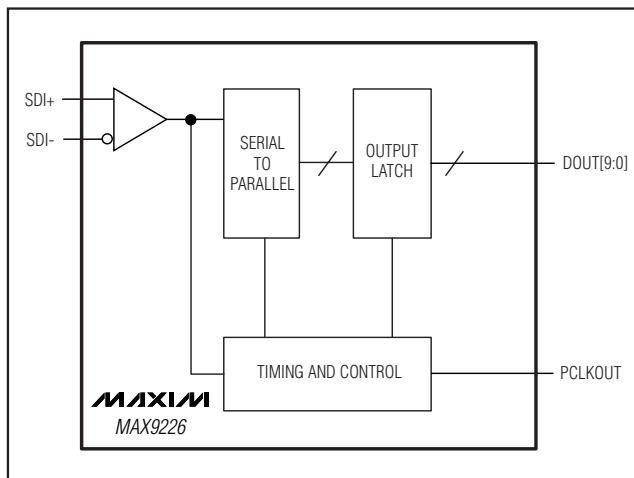 SDI+
SDI-
SERIAL
TO
PARALLEL
OUTPUT
LATCH
DOUT[9:0]
TIMING AND CONTROL
PCLKOUT
MAXIM
MAX9226